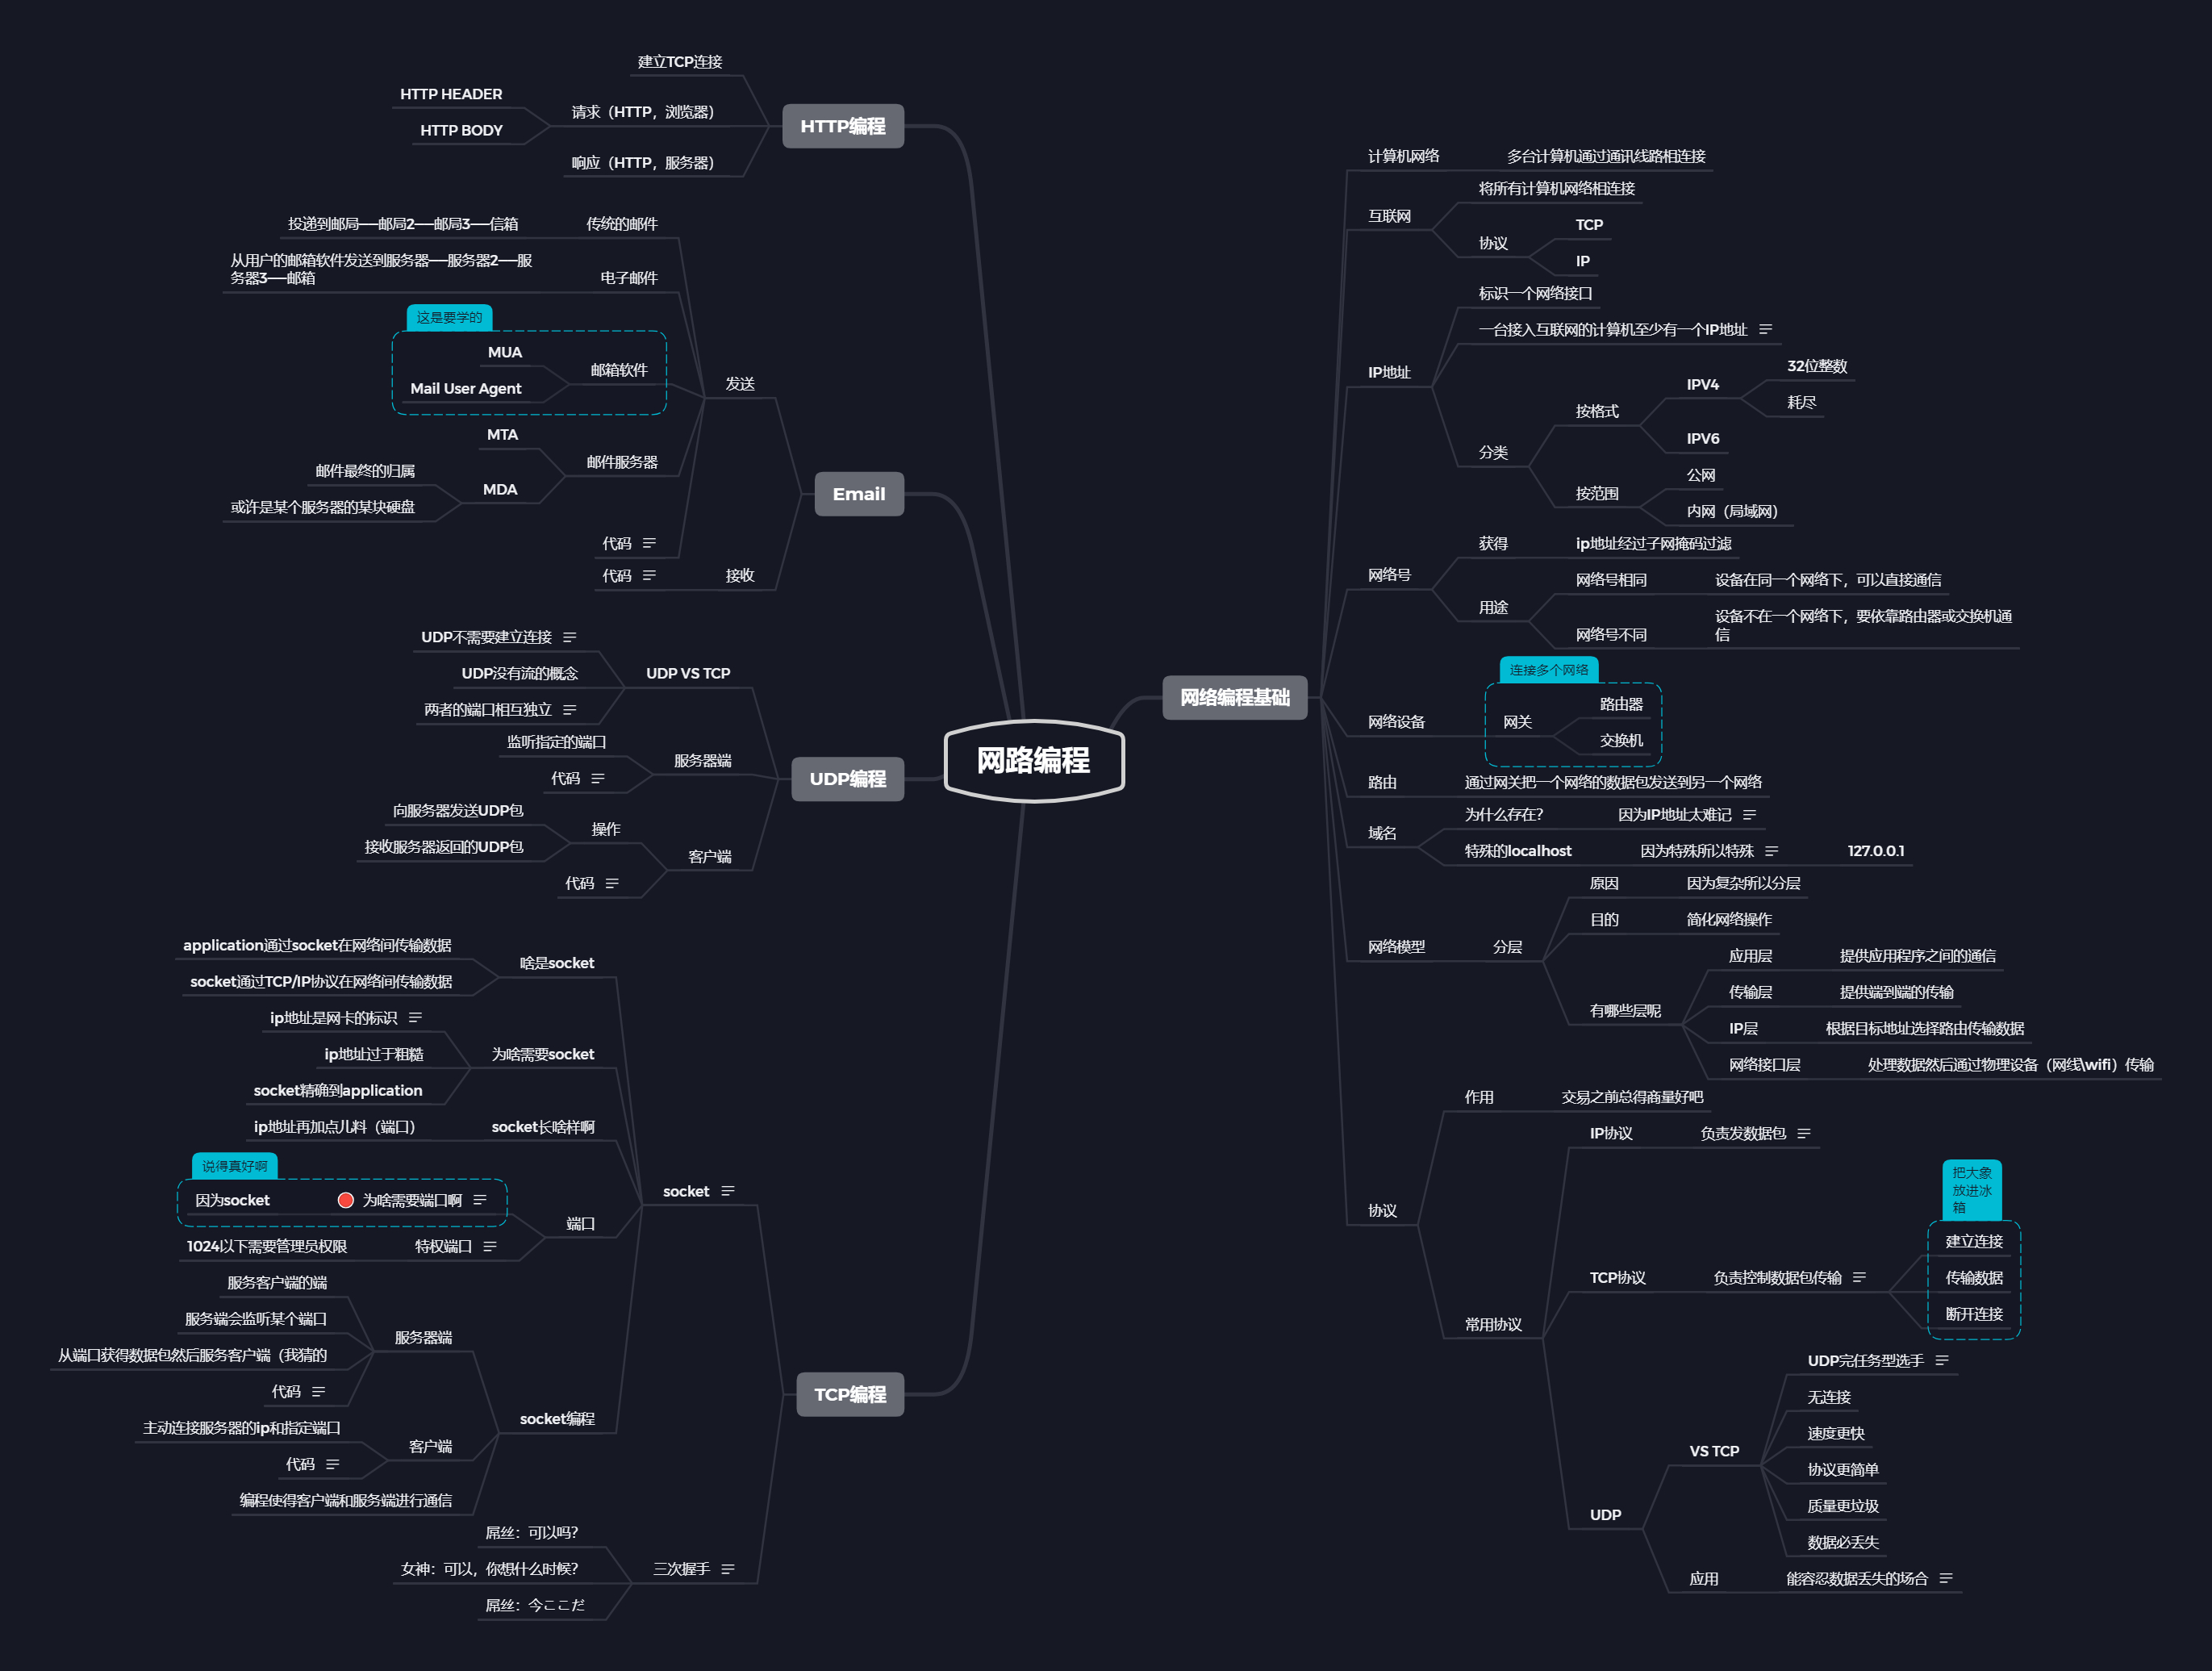 网路编程
网络编程基础
计算机网络
多台计算机通过通讯线路相连接
互联网
将所有计算机网络相连接
协议
TCP
IP
IP地址
标识一个网络接口
一台接入互联网的计算机至少有一个IP地址
分类
按格式
IPV4
32位整数
耗尽
IPV6
按范围
公网
内网（局域网）
网络号
获得
ip地址经过子网掩码过滤
用途
网络号相同
设备在同一个网络下，可以直接通信
网络号不同
设备不在一个网络下，要依靠路由器或交换机通
信
网络设备
连接多个网络
网关
路由器
交换机
路由
通过网关把一个网络的数据包发送到另一个网络
域名
为什么存在？
因为IP地址太难记
特殊的localhost
因为特殊所以特殊
127.0.0.1
网络模型
分层
原因
因为复杂所以分层
目的
简化网络操作
有哪些层呢
应用层
提供应用程序之间的通信
传输层
提供端到端的传输
IP层
根据目标地址选择路由传输数据
网络接口层
处理数据然后通过物理设备（网线\wifi）传输
协议
作用
交易之前总得商量好吧
常用协议
IP协议
负责发数据包
TCP协议
负责控制数据包传输
把大象
放进冰
箱
建立连接
传输数据
断开连接
UDP
VS TCP
UDP完任务型选手
无连接
速度更快
协议更简单
质量更垃圾
数据必丢失
应用
能容忍数据丢失的场合
HTTP编程
建立TCP连接
请求（HTTP，浏览器）
HTTP HEADER
HTTP BODY
响应（HTTP，服务器）
Email
发送
传统的邮件
投递到邮局——邮局2——邮局3——信箱
电子邮件
从用户的邮箱软件发送到服务器——服务器2——服
务器3——邮箱
这是要学的
邮箱软件
MUA
Mail User Agent
邮件服务器
MTA
MDA
邮件最终的归属
或许是某个服务器的某块硬盘
代码
接收
代码
UDP编程
UDP VS TCP
UDP不需要建立连接
UDP没有流的概念
两者的端口相互独立
服务器端
监听指定的端口
代码
客户端
操作
向服务器发送UDP包
接收服务器返回的UDP包
代码
TCP编程
socket
啥是socket
application通过socket在网络间传输数据
socket通过TCP/IP协议在网络间传输数据
为啥需要socket
ip地址是网卡的标识
ip地址过于粗糙
socket精确到application
socket长啥样啊
ip地址再加点儿料（端口）
端口
说得真好啊
为啥需要端口啊
因为socket
特权端口
1024以下需要管理员权限
socket编程
服务器端
服务客户端的端
服务端会监听某个端口
从端口获得数据包然后服务客户端（我猜的
代码
客户端
主动连接服务器的ip和指定端口
代码
编程使得客户端和服务端进行通信
三次握手
屌丝：可以吗？
女神：可以，你想什么时候？
屌丝：今ここだ